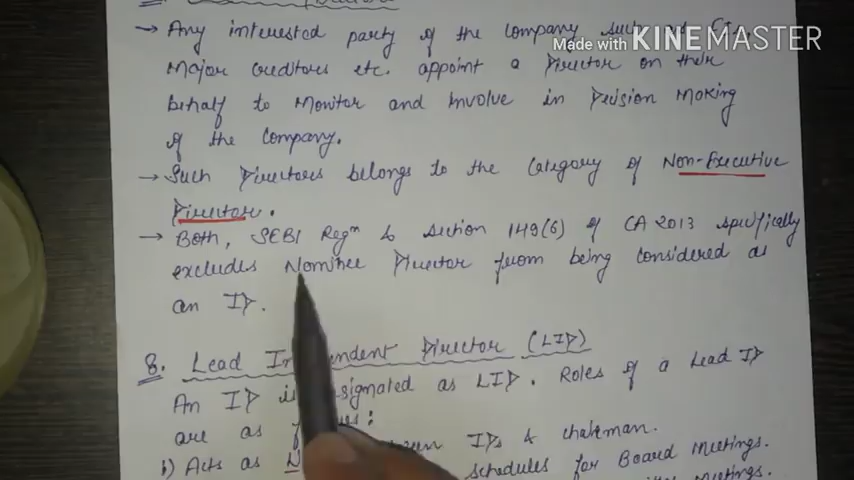 → Any interested party of the company such as
Made with KINEMASTER
Major Creditors etc. appoint a Director on their
behalf to Monitor and Involve in Decision Making
of the Company.
→ Such Directors belongs to the Category of Non-Executive
Director.
→ Both, SEBI Regn & Section 149(6) of CA 2013 specifically
excludes Nominee Director from being considered as
an ID.
8. Lead Director (LID)
An ID is as LID. Roles of a Lead ID
are as
i) Acts as IDs & chairman.
schedules for Board Meetings.
Meetings.